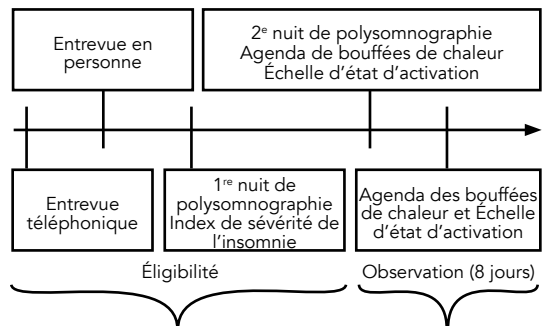 Entrevue en
personne
2e nuit de polysomnographie
Agenda de bouffées de chaleur
Échelle d'état d'activation
Entrevue
téléphonique
1re nuit de
polysomnographie
Index de sévérité de
l'insomnie
Agenda des bouffées
de chaleur et Échelle
d'état d'activation
Éligibilité
Observation (8 jours)